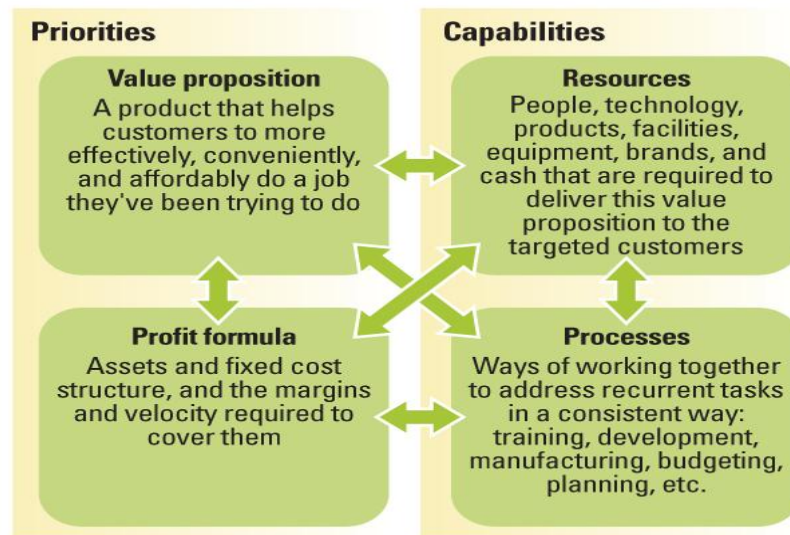 Priorities
Value proposition
A product that helps
customers to more
effectively, conveniently,
and affordably do a job
they've been trying to do
Profit formula
Assets and fixed cost
structure, and the margins
and velocity required to
cover them
Capabilities
Resources
People, technology,
products, facilities,
equipment, brands, and
cash that are required to
deliver this value
proposition to the
targeted customers
Processes
Ways of working together
to address recurrent tasks
in a consistent way:
training, development,
manufacturing, budgeting,
planning, etc.